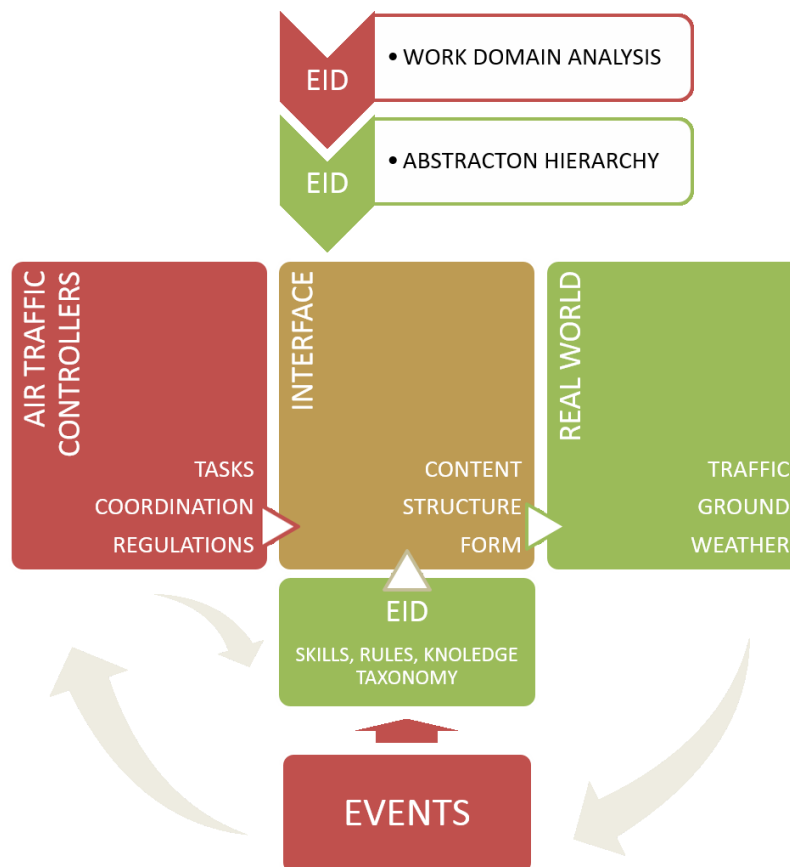 EID
• WORK DOMAIN ANALYSIS
EID
• ABSTRACTON HIERARCHY
AIR TRAFFIC
CONTROLLERS
TASKS
COORDINATION
REGULATIONS
INTERFACE
CONTENT
STRUCTURE
FORM
REAL WORLD
TRAFFIC
GROUND
WEATHER
EID
SKILLS, RULES, KNOLEDGE
TAXONOMY
EVENTS